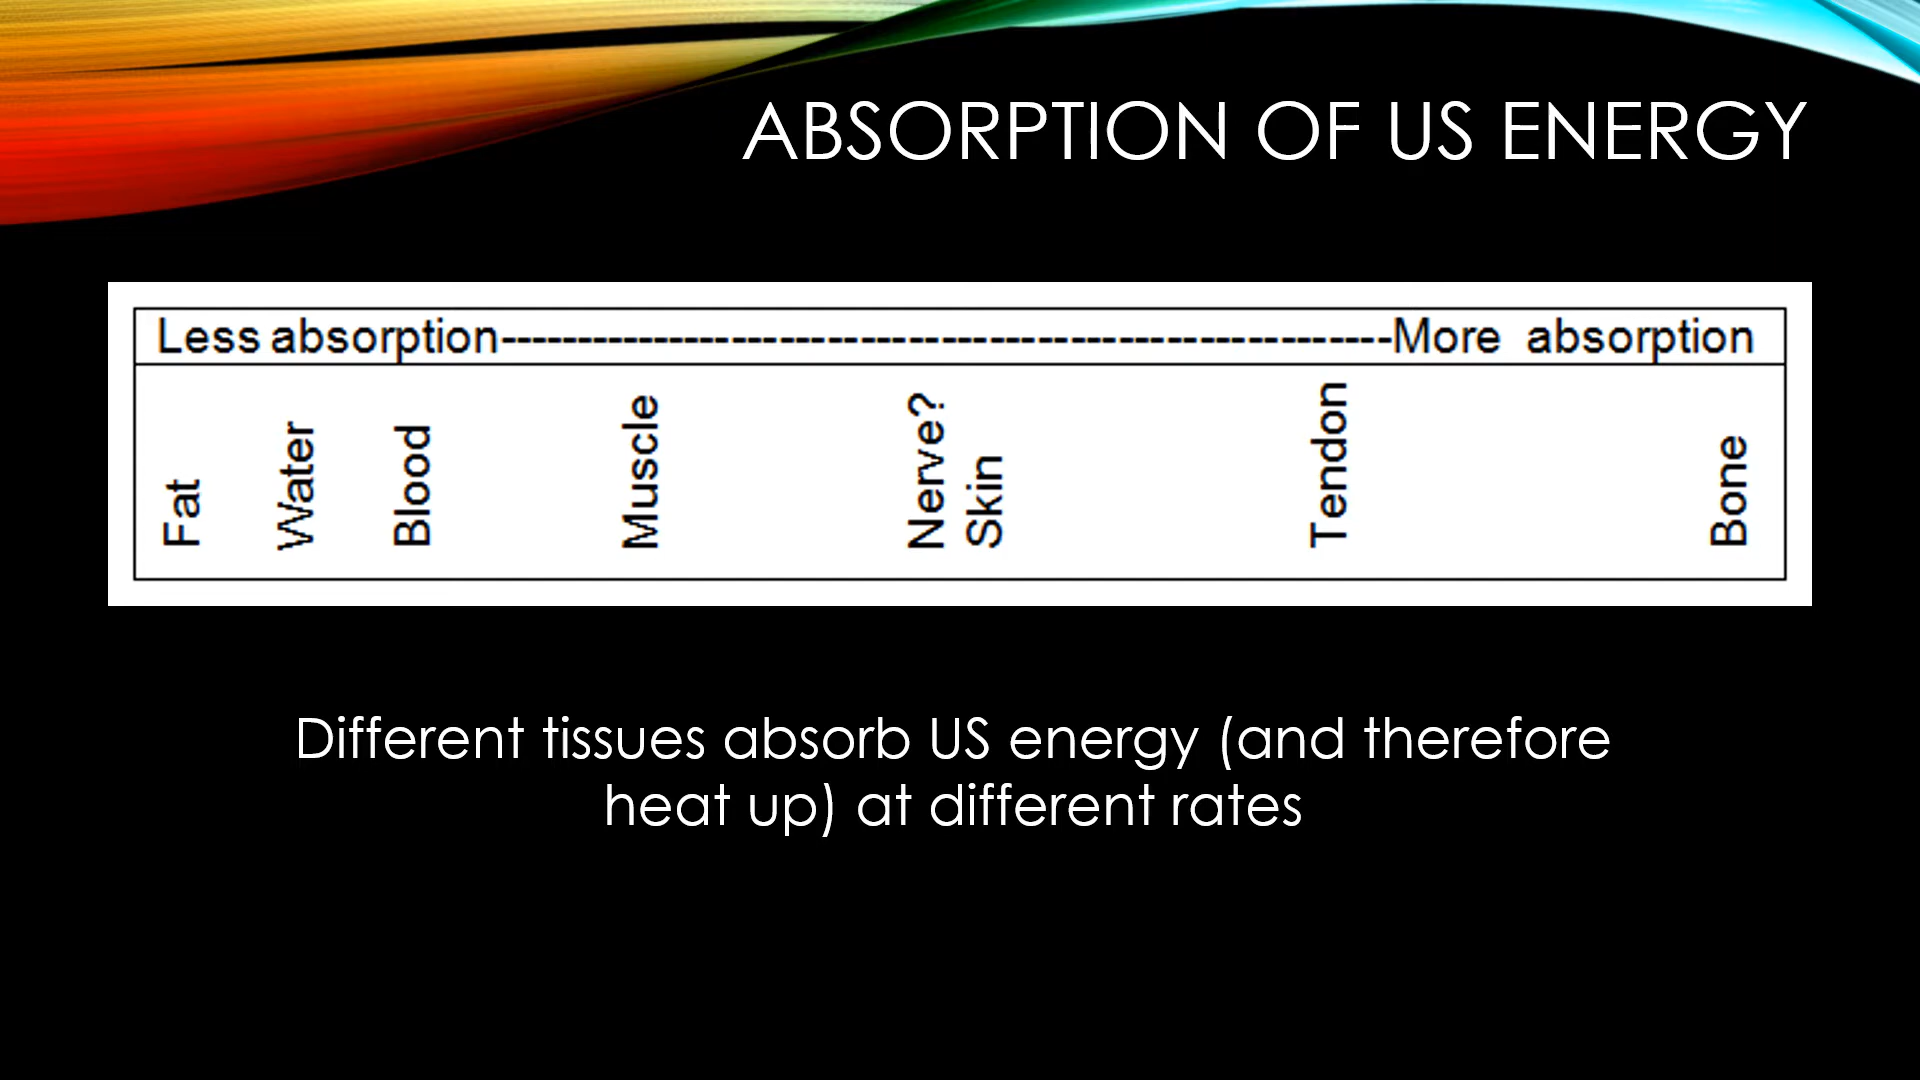 ABSORPTION OF US ENERGY
Less absorption----------------------------------------------------------More absorption
Fat
Water
Blood
Muscle
Nerve?
Skin
Tendon
Bone
Different tissues absorb US energy (and therefore
heat up) at different rates